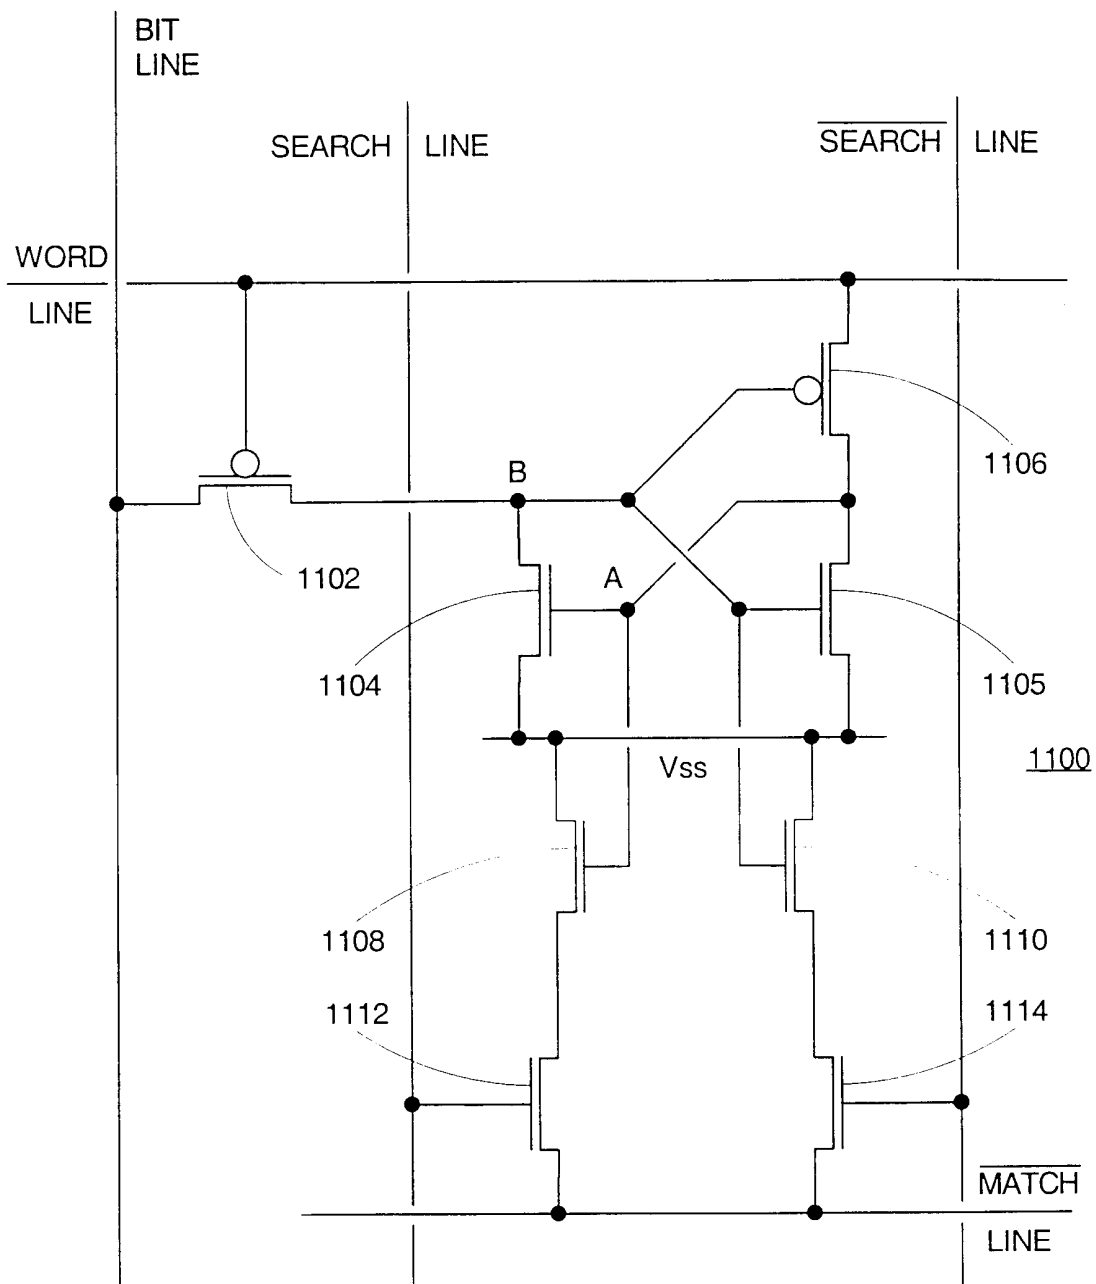 BIT
LINE
SEARCH LINE
SEARCH LINE
WORD
LINE
1106
B
1102
A
1104
1105
Vss
1100
1108
1110
1112
1114
MATCH
LINE